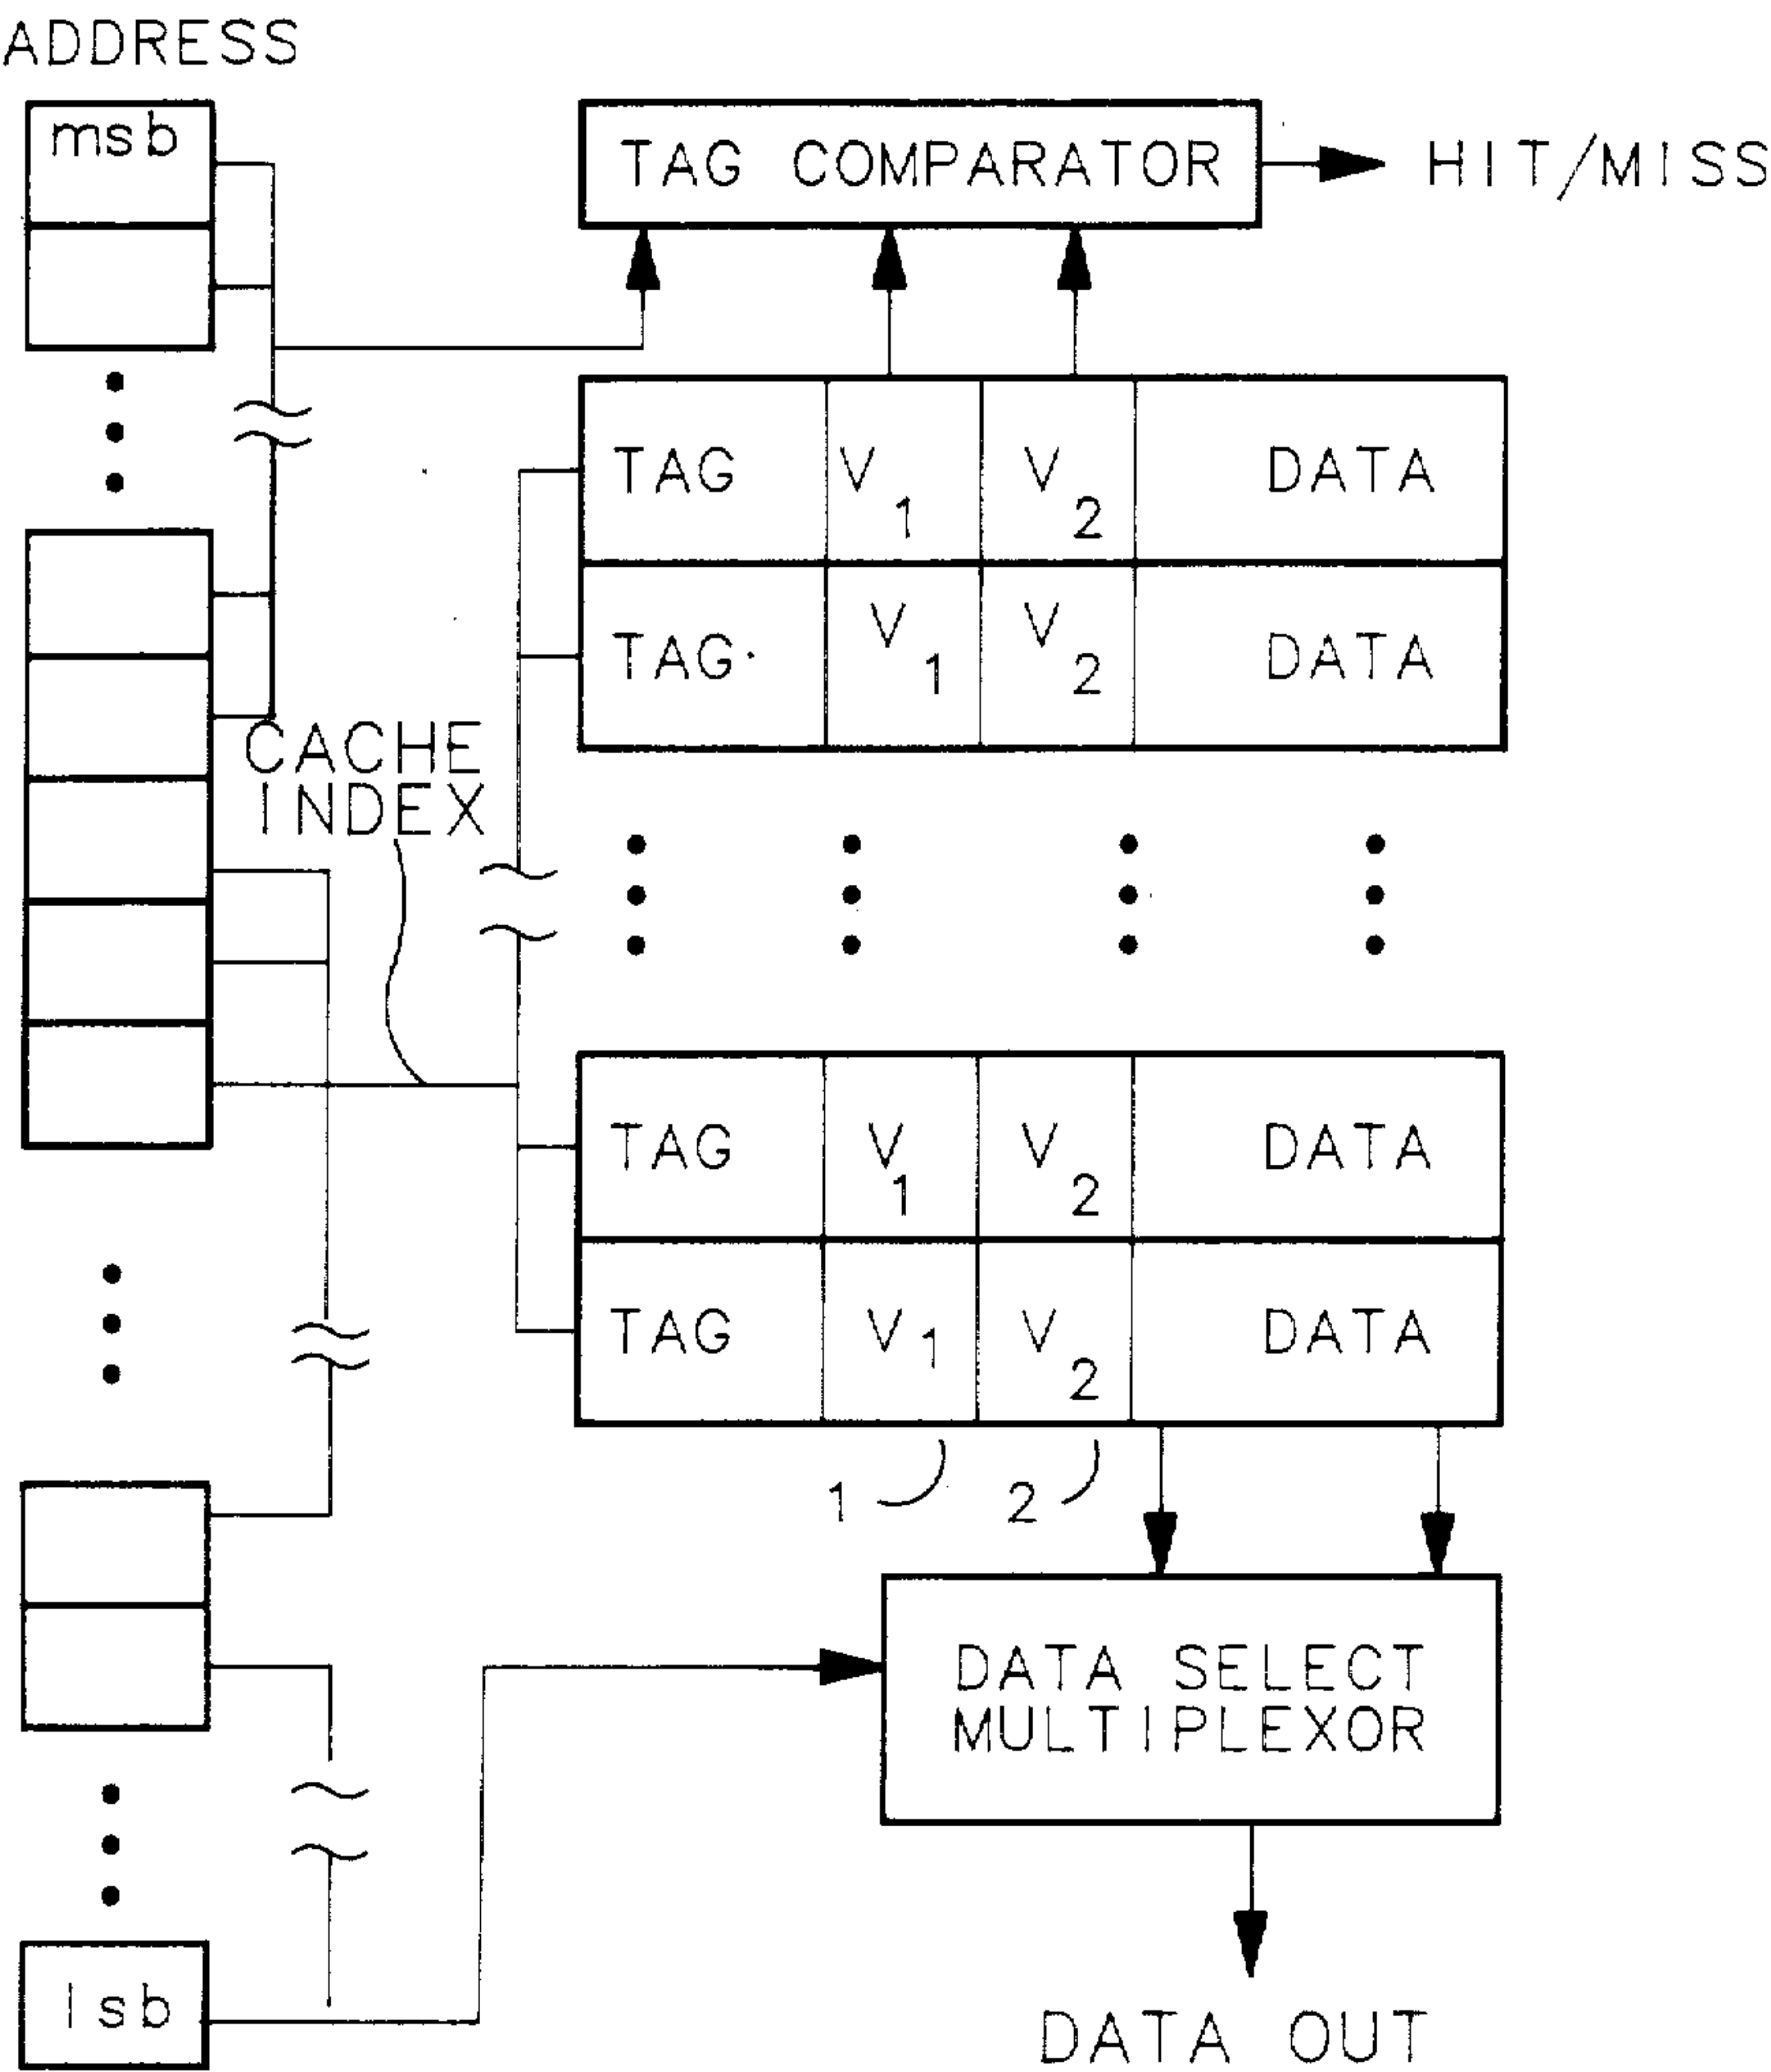 ADDRESS
msb
TAG COMPARATOR
HIT/MISS
TAG V1 V2 DATA
TAG V1 V2 DATA
CACHE
INDEX
TAG V1 V2 DATA
TAG V1 V2 DATA
1 2
DATA SELECT
MULTIPLEXOR
lsb
DATA OUT